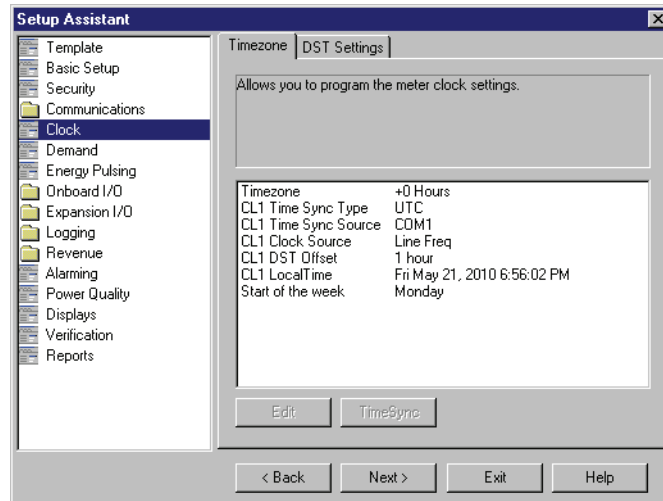 Setup Assistant
Template
Basic Setup
Security
Communications
Clock
Demand
Energy Pulsing
Onboard I/O
Expansion I/O
Logging
Revenue
Alarming
Power Quality
Displays
Verification
Reports
Timezone DST Settings
Allows you to program the meter clock settings.
Timezone +0 Hours
CL1 Time Sync Type UTC
CL1 Time Sync Source COM1
CL1 Clock Source Line Freq
CL1 DST Offset 1 hour
CL1 LocalTime Fri May 21, 2010 6:56:02 PM
Start of the week Monday
Edit TimeSync
< Back Next > Exit Help